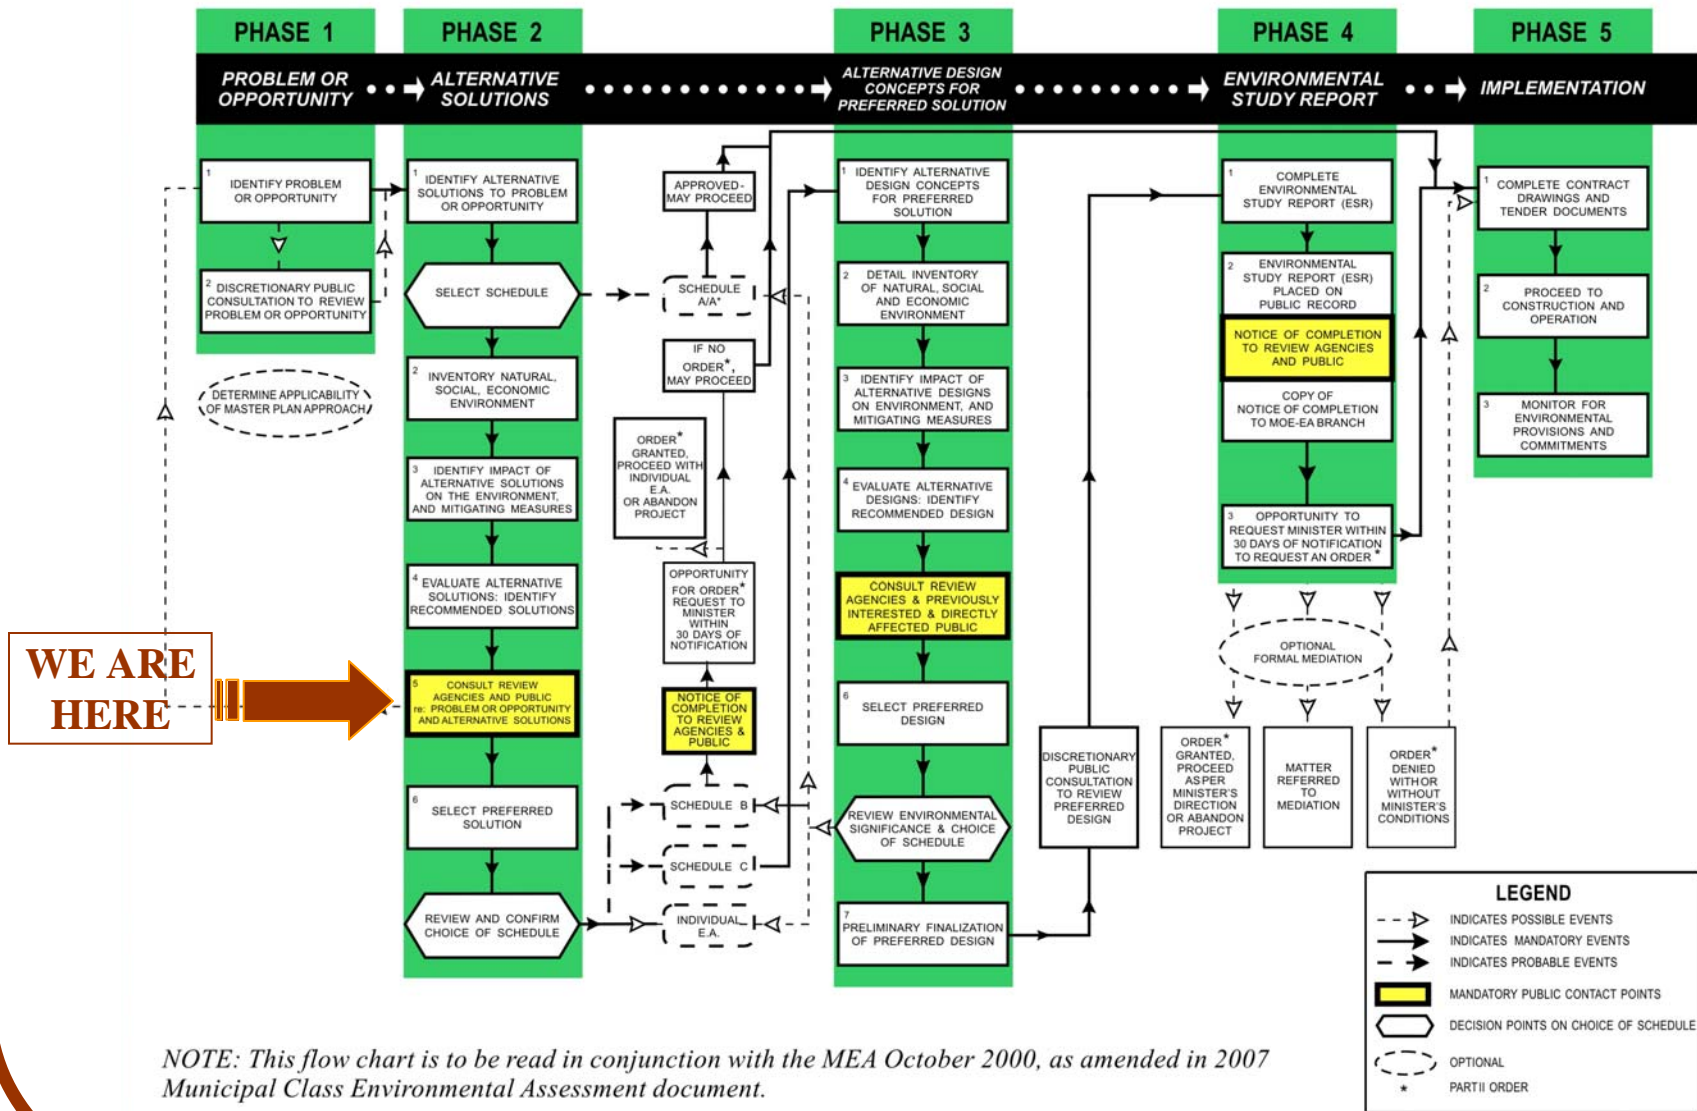 PHASE 1
PHASE 2
PHASE 3
PHASE 4
PHASE 5
PROBLEM OR
OPPORTUNITY
ALTERNATIVE
SOLUTIONS
ALTERNATIVE DESIGN
CONCEPTS FOR
PREFERRED SOLUTION
ENVIRONMENTAL
STUDY REPORT
IMPLEMENTATION
1
IDENTIFY PROBLEM
OR OPPORTUNITY
2
DISCRETIONARY PUBLIC
CONSULTATION TO REVIEW
PROBLEM OR OPPORTUNITY
DETERMINE APPLICABILITY
OF MASTER PLAN APPROACH
WE ARE
HERE
1
IDENTIFY ALTERNATIVE
SOLUTIONS TO PROBLEM
OR OPPORTUNITY
SELECT SCHEDULE
2
INVENTORY NATURAL,
SOCIAL, ECONOMIC
ENVIRONMENT
3
IDENTIFY IMPACT OF
ALTERNATIVE SOLUTIONS
ON THE ENVIRONMENT,
AND MITIGATING MEASURES
4
EVALUATE ALTERNATIVE
SOLUTIONS: IDENTIFY
RECOMMENDED SOLUTIONS
5
CONSULT REVIEW
AGENCIES AND PUBLIC
re: PROBLEM OR OPPORTUNITY
AND ALTERNATIVE SOLUTIONS
6
SELECT PREFERRED
SOLUTION
REVIEW AND CONFIRM
CHOICE OF SCHEDULE
APPROVED-
MAY PROCEED
SCHEDULE
A/A+
IF NO
ORDER*,
MAY PROCEED
ORDER*
GRANTED,
PROCEED WITH
INDIVIDUAL
E.A.
OR ABANDON
PROJECT
OPPORTUNITY
FOR ORDER*
REQUEST TO
MINISTER
WITHIN
30 DAYS OF
NOTIFICATION
NOTICE OF
COMPLETION
TO REVIEW
AGENCIES &
PUBLIC
SCHEDULE B
SCHEDULE C
INDIVIDUAL
E.A.
1
IDENTIFY ALTERNATIVE
DESIGN CONCEPTS
FOR PREFERRED
SOLUTION
2
DETAIL INVENTORY
OF NATURAL, SOCIAL
AND ECONOMIC
ENVIRONMENT
3
IDENTIFY IMPACT OF
ALTERNATIVE DESIGNS
ON ENVIRONMENT, AND
MITIGATING MEASURES
4
EVALUATE ALTERNATIVE
DESIGNS: IDENTIFY
RECOMMENDED DESIGN
CONSULT REVIEW
AGENCIES & PREVIOUSLY
INTERESTED & DIRECTLY
AFFECTED PUBLIC
6
SELECT PREFERRED
DESIGN
REVIEW ENVIRONMENTAL
SIGNIFICANCE & CHOICE
OF SCHEDULE
7
PRELIMINARY FINALIZATION
OF PREFERRED DESIGN
DISCRETIONARY
PUBLIC
CONSULTATION
TO REVIEW
PREFERRED
DESIGN
1
COMPLETE
ENVIRONMENTAL
STUDY REPORT (ESR)
2
ENVIRONMENTAL
STUDY REPORT (ESR)
PLACED ON
PUBLIC RECORD
NOTICE OF COMPLETION
TO REVIEW AGENCIES
AND PUBLIC
COPY OF
NOTICE OF COMPLETION
TO MOE-EA BRANCH
3
OPPORTUNITY TO
REQUEST MINISTER WITHIN
30 DAYS OF NOTIFICATION
TO REQUEST AN ORDER*
OPTIONAL
FORMAL MEDIATION
ORDER*
GRANTED,
PROCEED
AS PER
MINISTER'S
DIRECTION
OR ABANDON
PROJECT
MATTER
REFERRED
TO
MEDIATION
ORDER*
DENIED
WITH OR
WITHOUT
MINISTER'S
CONDITIONS
1
COMPLETE CONTRACT
DRAWINGS AND
TENDER DOCUMENTS
2
PROCEED TO
CONSTRUCTION AND
OPERATION
3
MONITOR FOR
ENVIRONMENTAL
PROVISIONS AND
COMMITMENTS
LEGEND
INDICATES POSSIBLE EVENTS
INDICATES MANDATORY EVENTS
INDICATES PROBABLE EVENTS
MANDATORY PUBLIC CONTACT POINTS
DECISION POINTS ON CHOICE OF SCHEDULE
OPTIONAL
* PART II ORDER
NOTE: This flow chart is to be read in conjunction with the MEA October 2000, as amended in 2007
Municipal Class Environmental Assessment document.